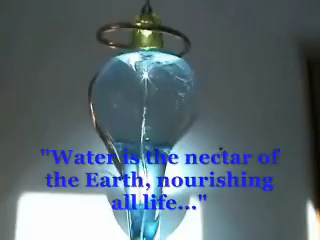 "Water is the nectar of
the Earth, nourishing
all life..."